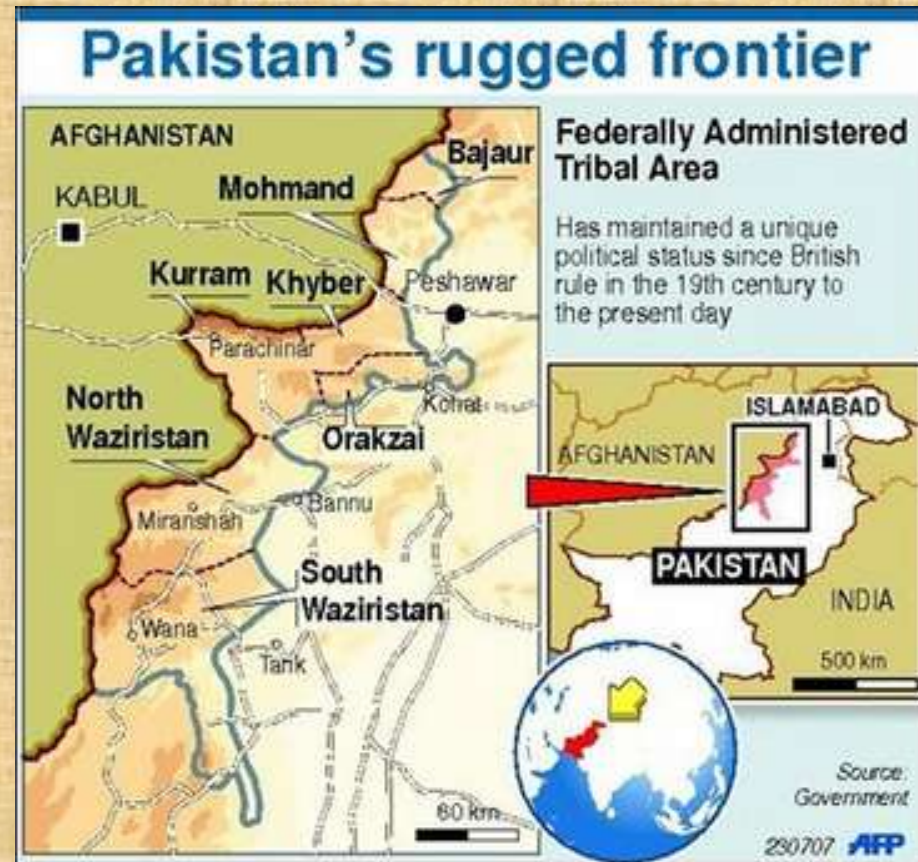 Pakistan's rugged frontier
AFGHANISTAN
Bajaur
Mohmand
KABUL
Kurram
Khyber
Peshawar
Parachinar
North
Waziristan
Kohat
Orakzai
Bannu
Miranshah
South
Waziristan
Wana
Tank
60 km
Federally Administered
Tribal Area
Has maintained a unique
political status since British
rule in the 19th century to
the present day
ISLAMABAD
AFGHANISTAN
PAKISTAN
INDIA
500 km
Source:
Government
230707 AFP